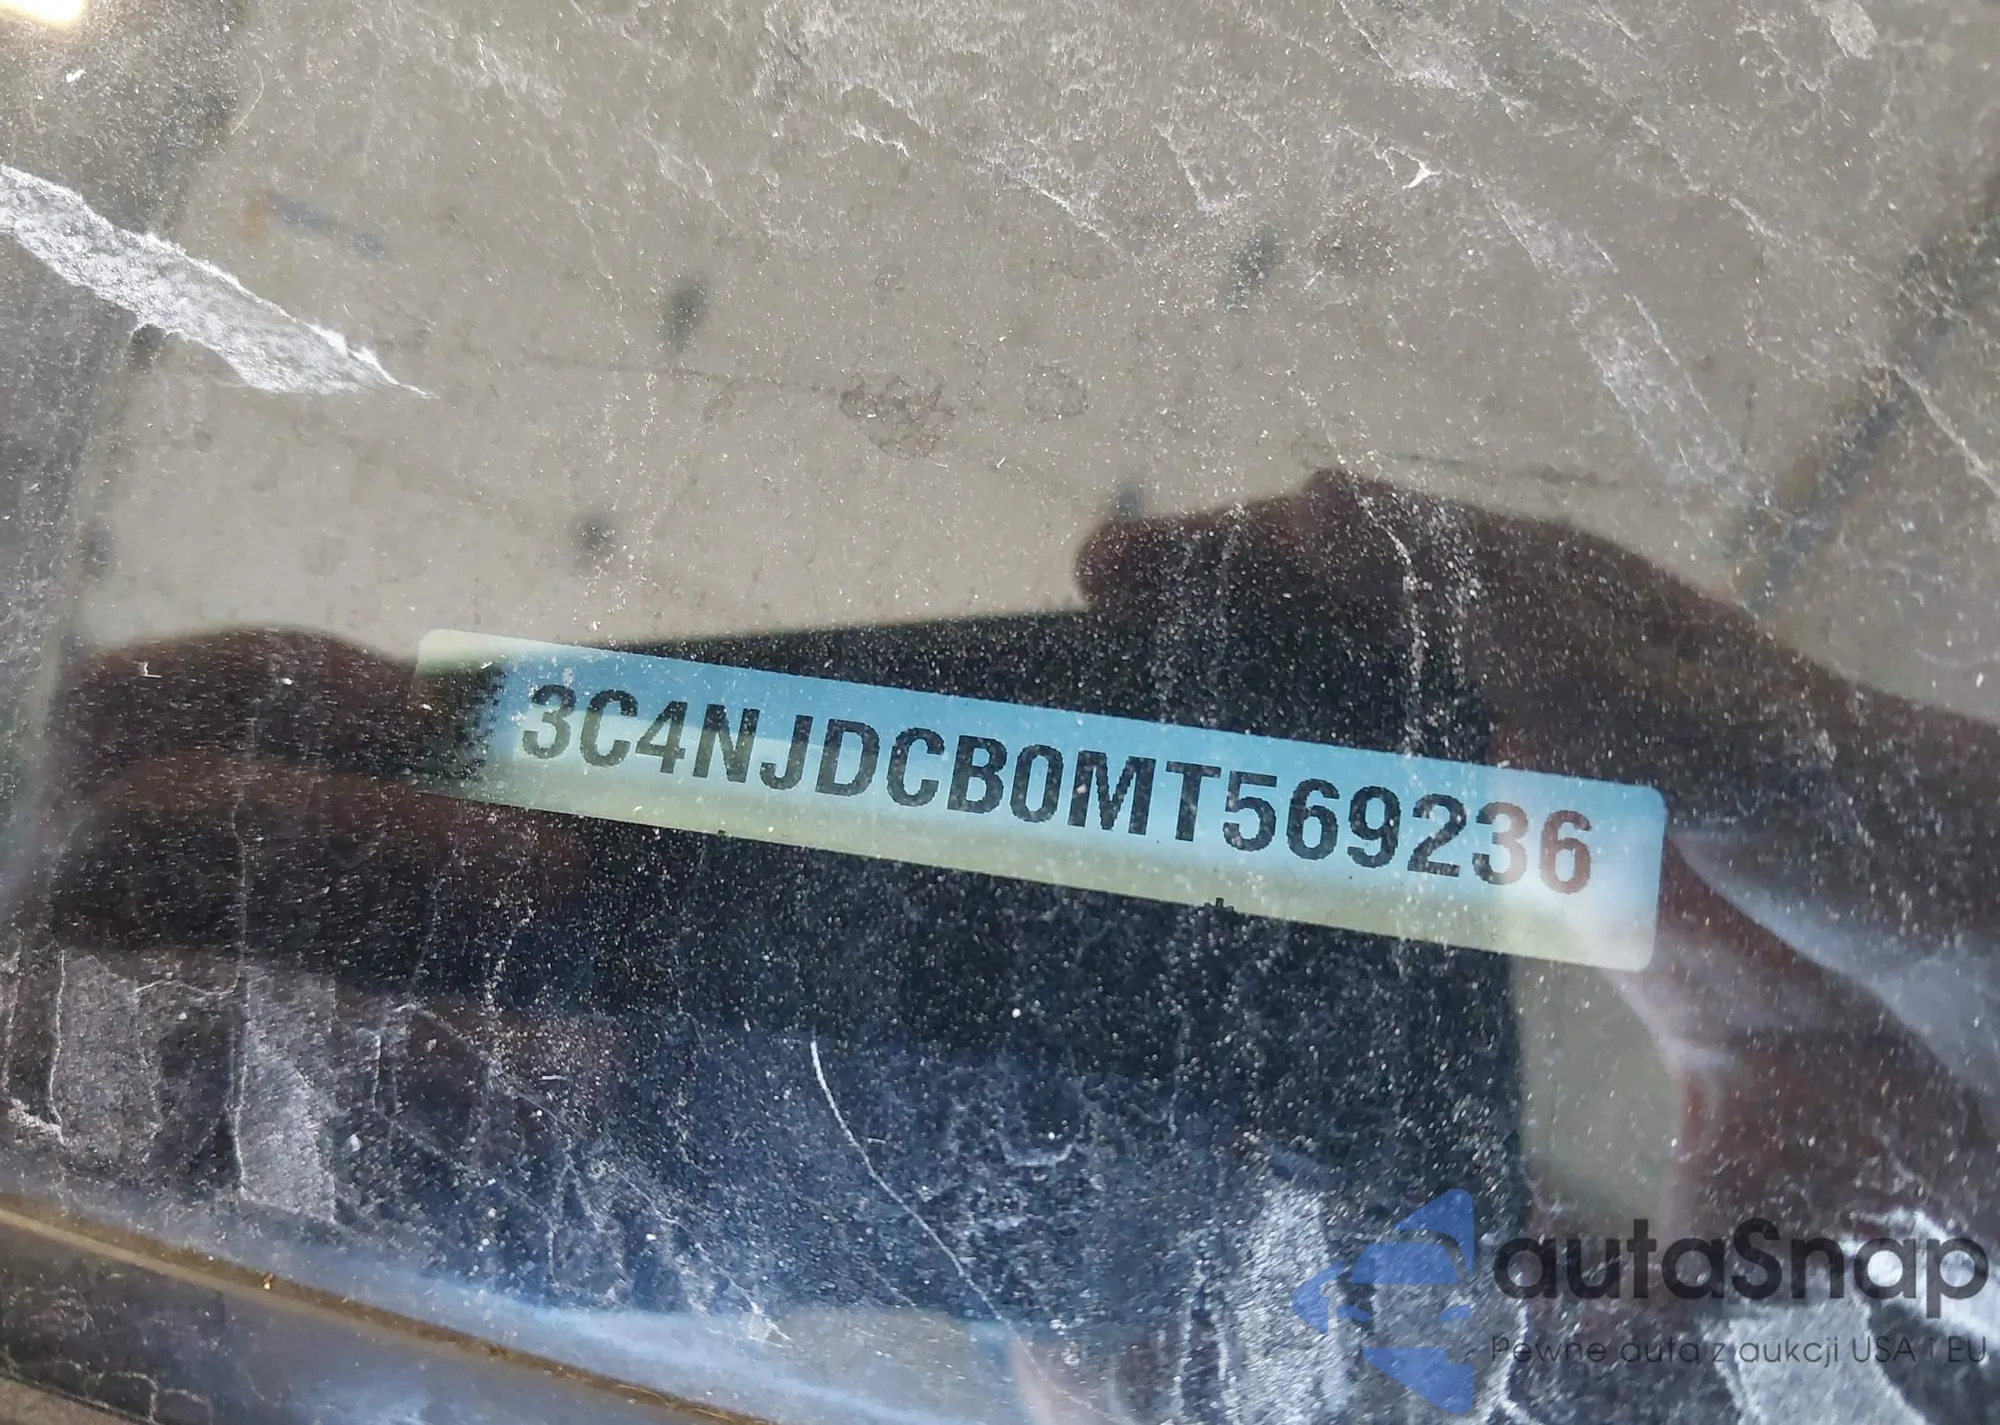 3C4NJDCB0MT569236
autaSnap
Pewne auta z aukcji USA i EU